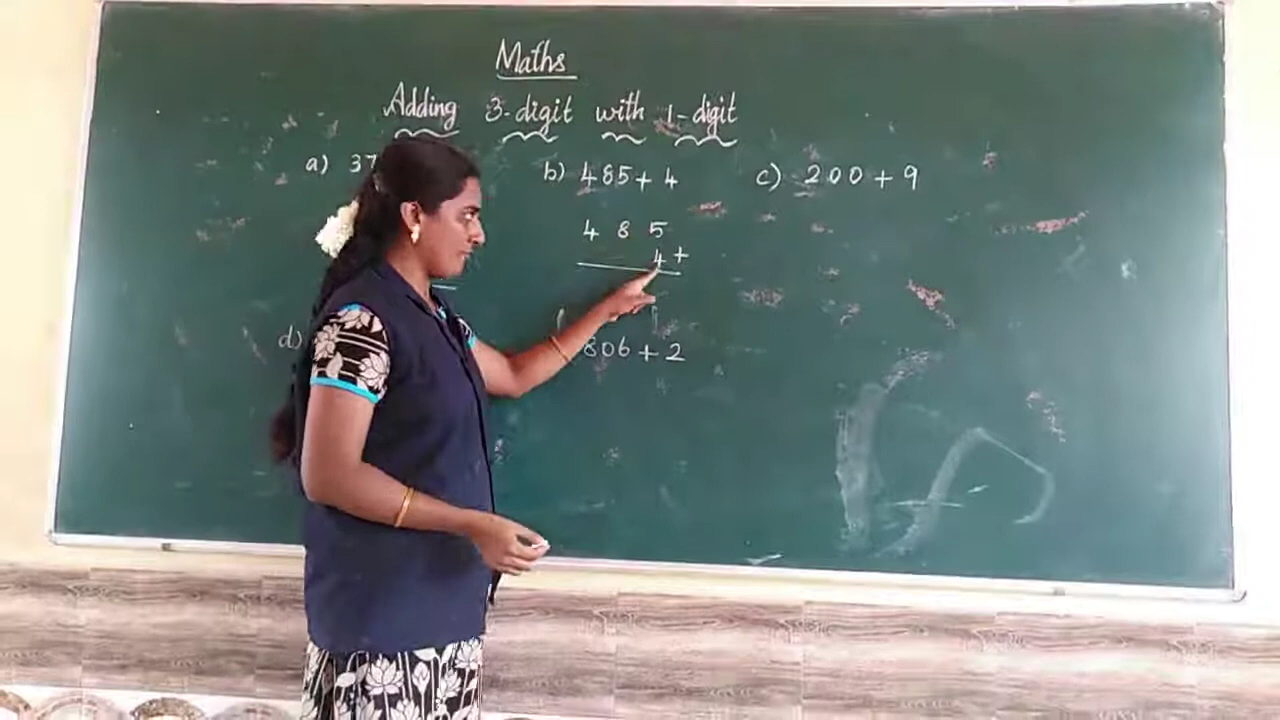 Maths
Adding 3-digit with 1-digit
a) 37
b) 485 + 4
c) 200 + 9
4 8 5
4 +
d)
806 + 2